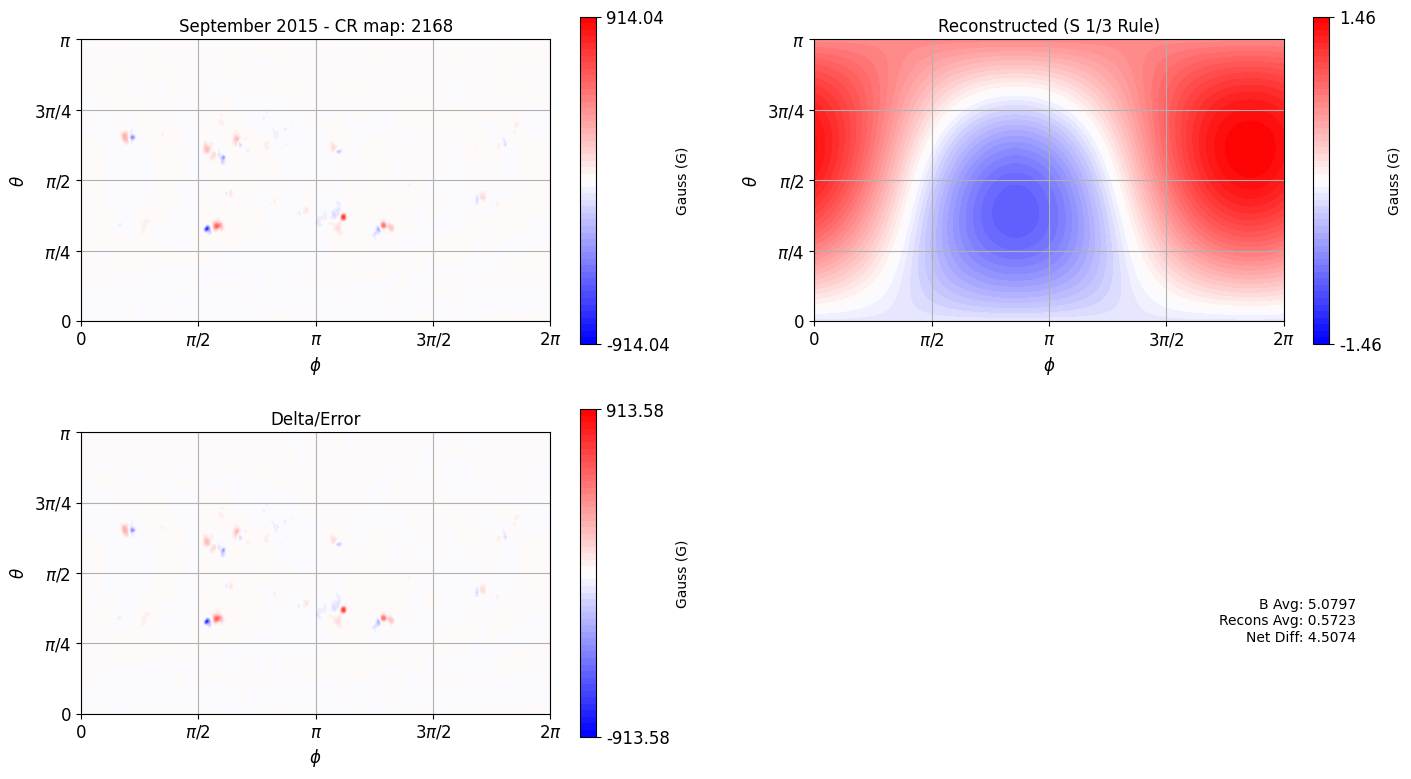 September 2015 - CR map: 2168
π
3π/4
π/2
π/4
0
θ
0
π/2
π
3π/2
2π
ϕ
914.04
-914.04
Gauss (G)
Reconstructed (S 1/3 Rule)
π
3π/4
π/2
π/4
0
θ
0
π/2
π
3π/2
2π
ϕ
1.46
-1.46
Gauss (G)
Delta/Error
π
3π/4
π/2
π/4
0
θ
0
π/2
π
3π/2
2π
ϕ
913.58
-913.58
Gauss (G)
B Avg: 5.0797
Recons Avg: 0.5723
Net Diff: 4.5074